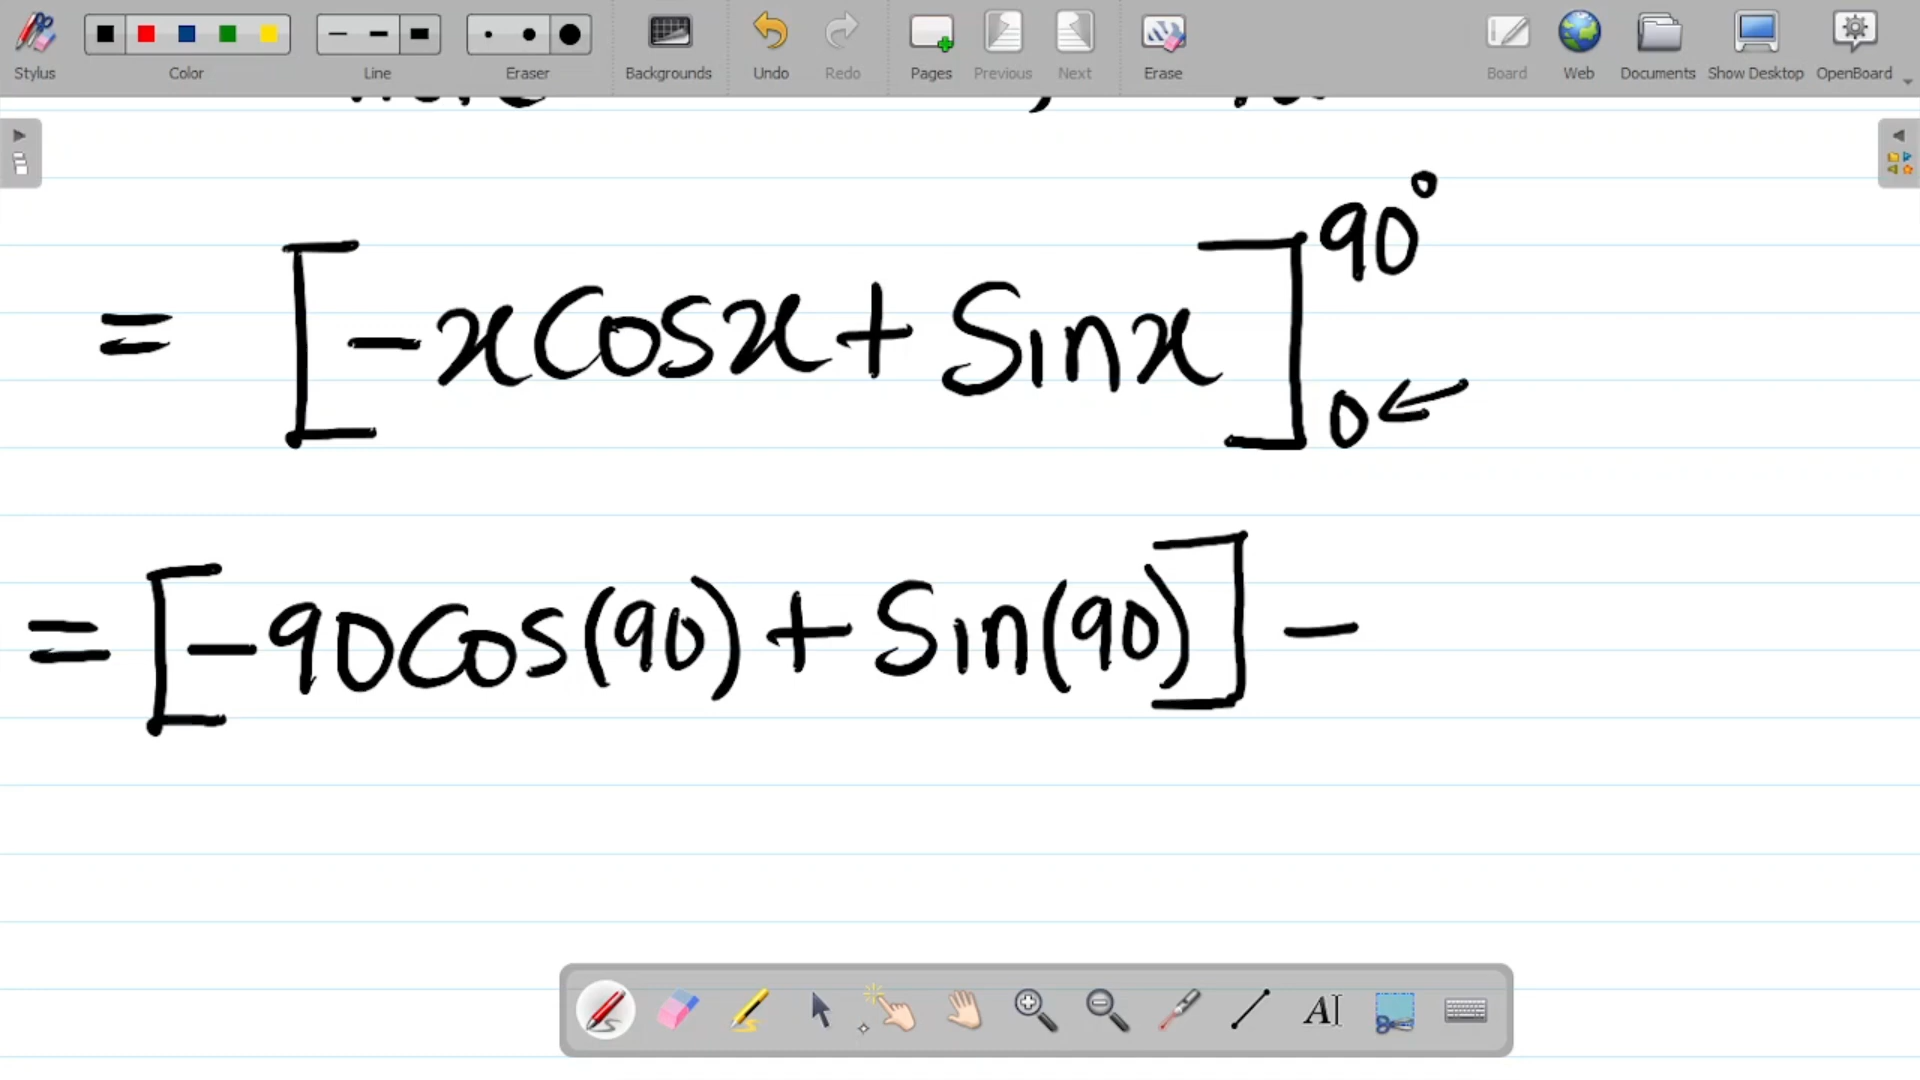 Stylus Color Line Eraser Backgrounds Undo Redo Pages Previous Next Erase Board Web Documents Show Desktop OpenBoard
= [-xCosx + Sinx] 90° 0
= [-90Cos(90) + Sin(90)] -
AI